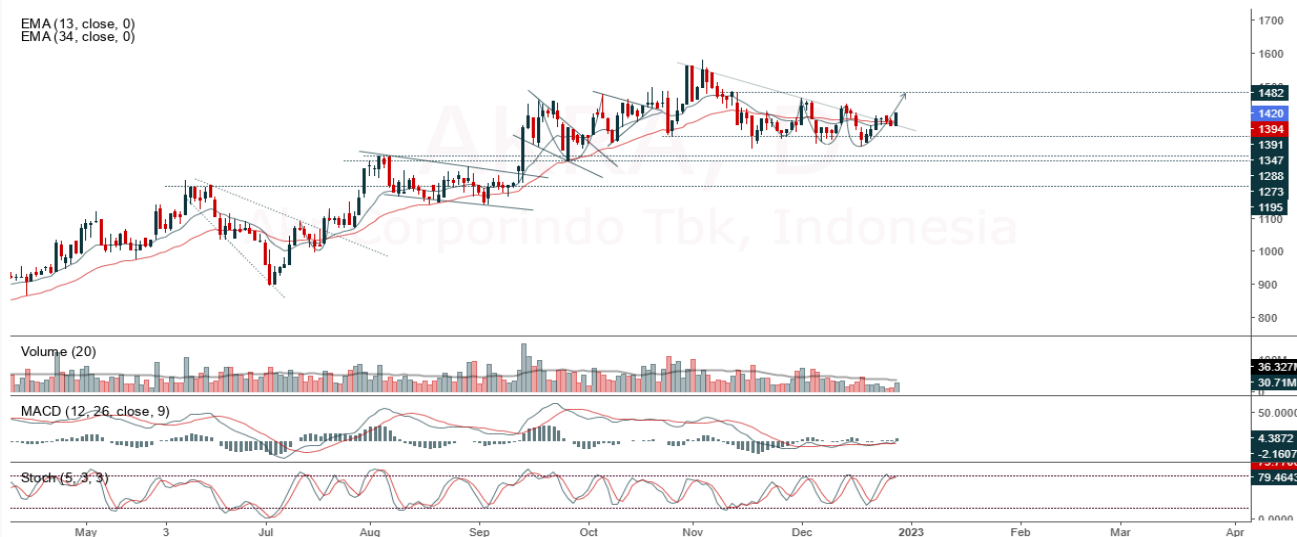 EMA (13, close, 0)
EMA (34, close, 0)
AKRA, D
Corporindo Tbk., Indonesia
1700
1600
1482
1420
1394
1391
1347
1288
1273
1195
1100
1000
900
800
Volume (20)
36.327M
30.71M
0
MACD (12, 26, close, 9)
50.0000
4.3872
-2.1607
Stoch (5, 3, 3)
79.4643
0.0000
May 3 Jul Aug Sep Oct Nov Dec 2023 Feb Mar Apr